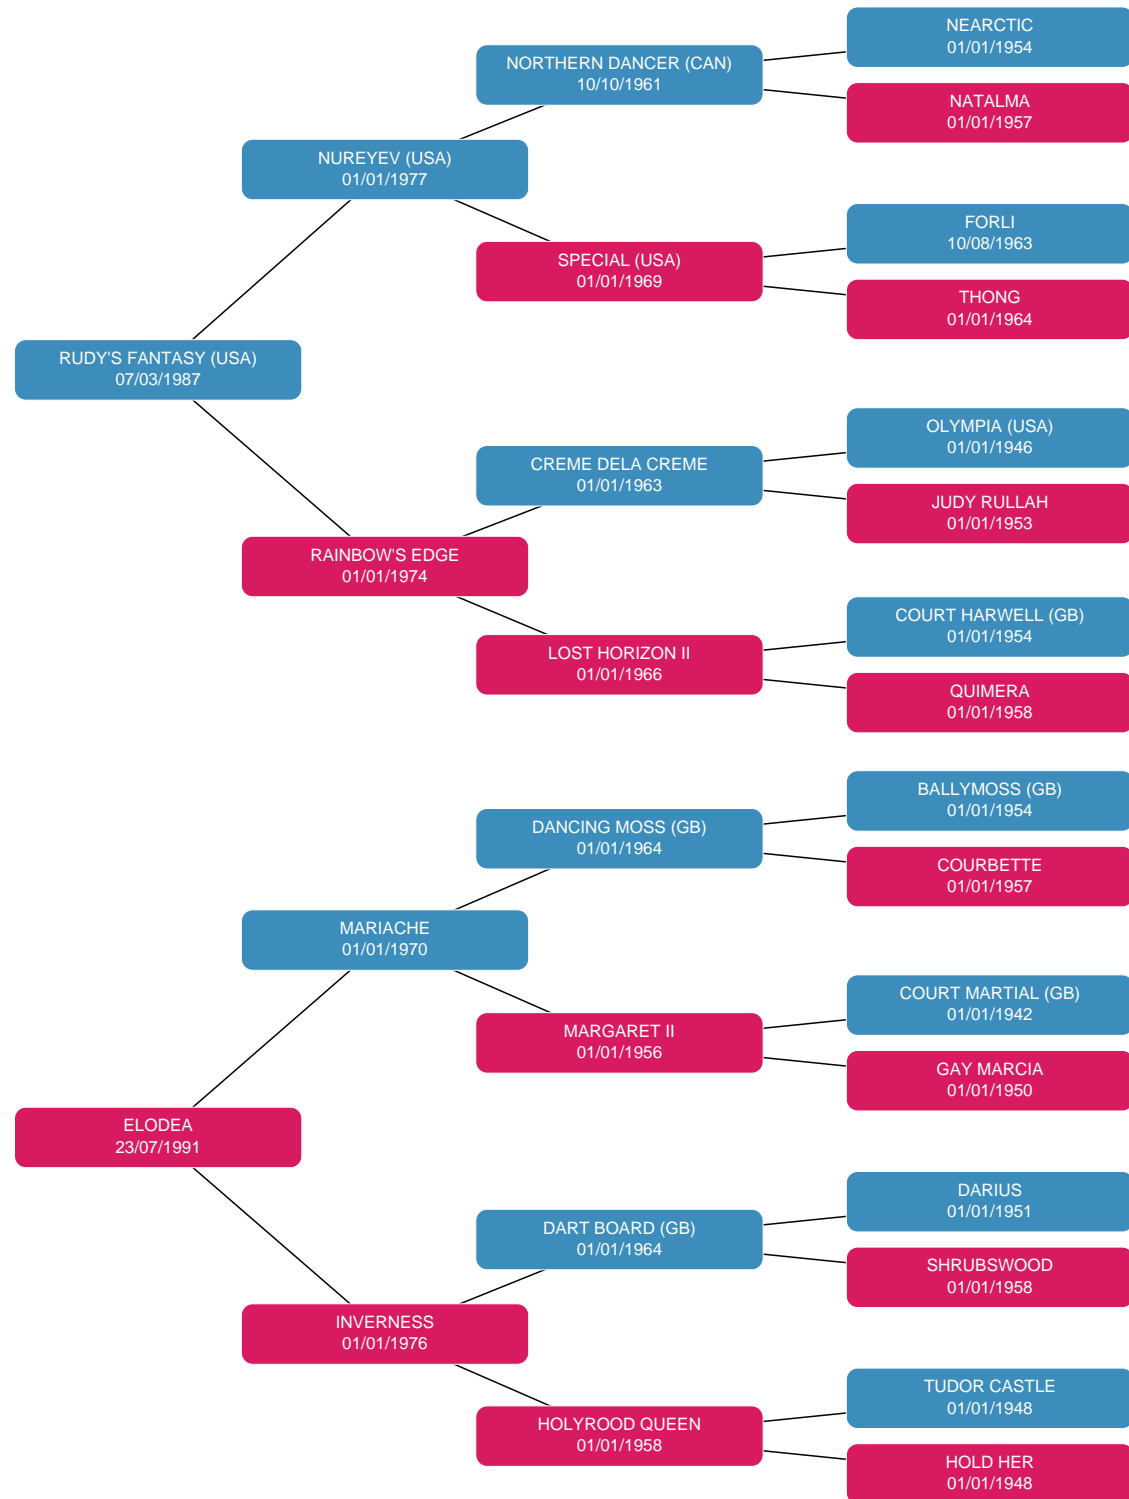 NEARCTIC
01/01/1954
NORTHERN DANCER (CAN)
10/10/1961
NATALMA
01/01/1957
NUREYEV (USA)
01/01/1977
FORLI
10/08/1963
SPECIAL (USA)
01/01/1969
THONG
01/01/1964
RUDY'S FANTASY (USA)
07/03/1987
OLYMPIA (USA)
01/01/1946
CREME DELA CREME
01/01/1963
JUDY RULLAH
01/01/1953
RAINBOW'S EDGE
01/01/1974
COURT HARWELL (GB)
01/01/1954
LOST HORIZON II
01/01/1966
QUIMERA
01/01/1958
BALLYMOSS (GB)
01/01/1954
DANCING MOSS (GB)
01/01/1964
COURBETTE
01/01/1957
MARIACHE
01/01/1970
COURT MARTIAL (GB)
01/01/1942
MARGARET II
01/01/1956
GAY MARCIA
01/01/1950
ELODEA
23/07/1991
DARIUS
01/01/1951
DART BOARD (GB)
01/01/1964
SHRUBSWOOD
01/01/1958
INVERNESS
01/01/1976
TUDOR CASTLE
01/01/1948
HOLYROOD QUEEN
01/01/1958
HOLD HER
01/01/1948